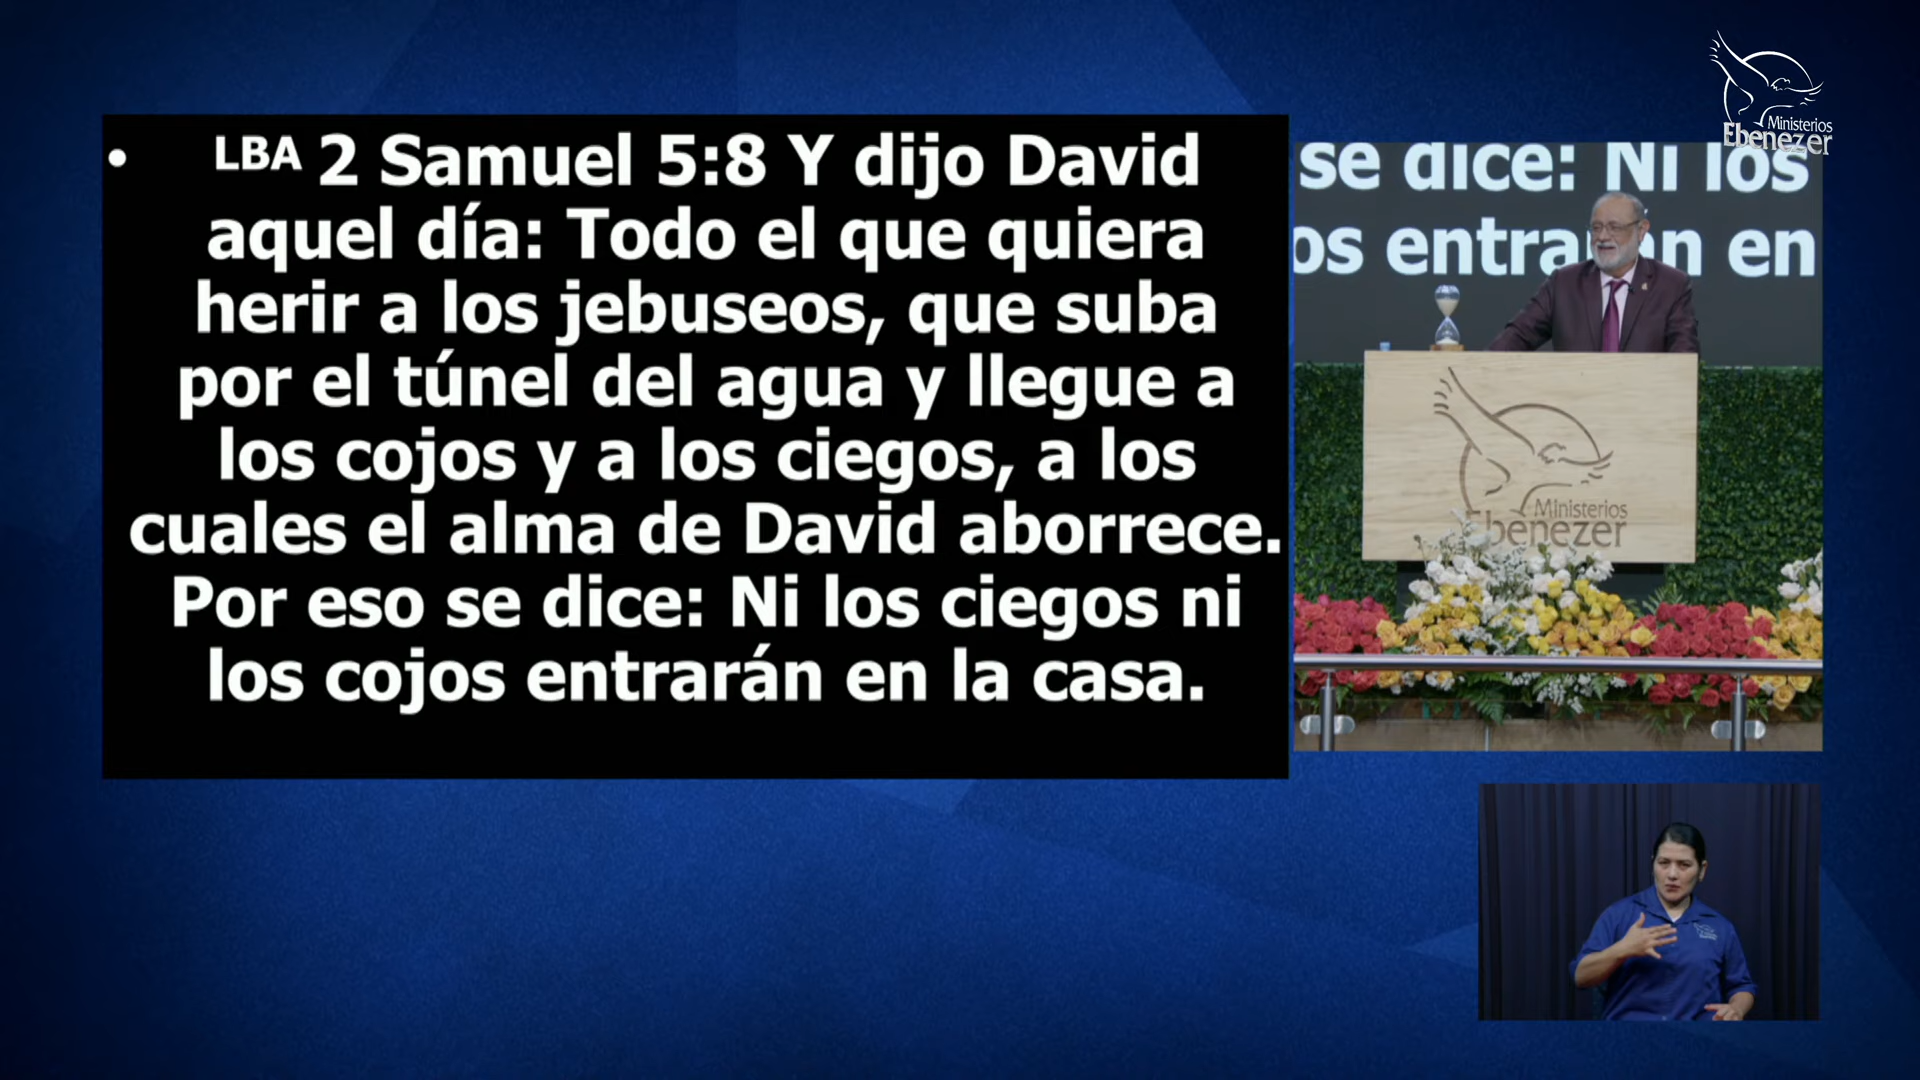 • LBA 2 Samuel 5:8 Y dijo David
aquel día: Todo el que quiera
herir a los jebuseos, que suba
por el túnel del agua y llegue a
los cojos y a los ciegos, a los
cuales el alma de David aborrece.
Por eso se dice: Ni los ciegos ni
los cojos entrarán en la casa.
Ministerios
Ebenezer
se dice: Ni los
os entrarán en
Ministerios
Ebenezer